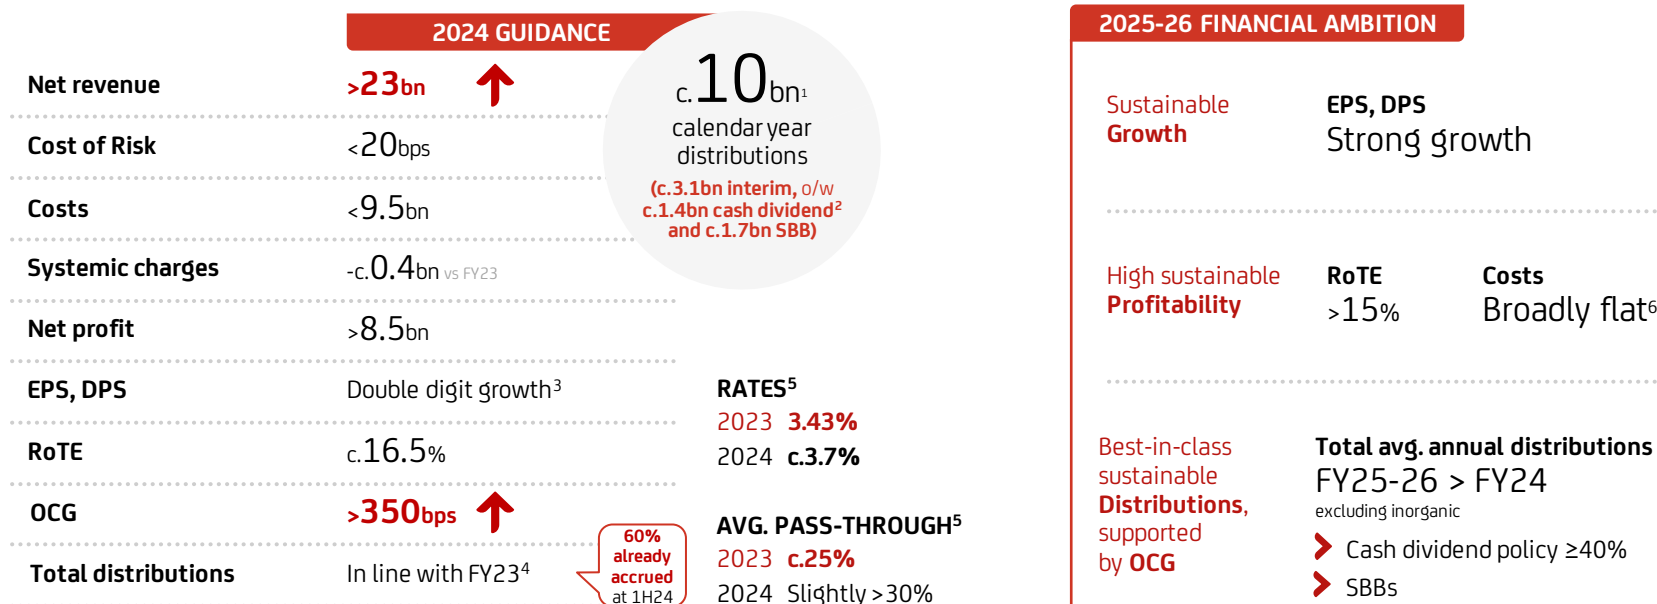 2024 GUIDANCE
Net revenue >23bn
Cost of Risk <20bps
Costs <9.5bn
Systemic charges -c.0.4bn vs FY23
Net profit >8.5bn
EPS, DPS Double digit growth3
RoTE c.16.5%
OCG >350bps
Total distributions In line with FY234
60%
already
accrued
at 1H24
c.10bn1
calendar year
distributions
(c.3.1bn interim, o/w
c.1.4bn cash dividend2
and c.1.7bn SBB)
RATES5
2023 3.43%
2024 c.3.7%
AVG. PASS-THROUGH5
2023 c.25%
2024 Slightly >30%
2025-26 FINANCIAL AMBITION
Sustainable
Growth
EPS, DPS
Strong growth
High sustainable
Profitability
RoTE
>15%
Costs
Broadly flat6
Best-in-class
sustainable
Distributions,
supported
by OCG
Total avg. annual distributions
FY25-26 > FY24
excluding inorganic
Cash dividend policy ≥40%
SBBs